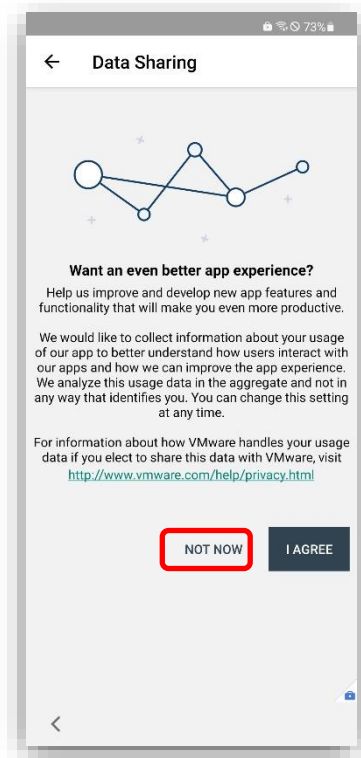 73%
Data Sharing
Want an even better app experience?
Help us improve and develop new app features and
functionality that will make you even more productive.
We would like to collect information about your usage
of our app to better understand how users interact with
our apps and how we can improve the app experience.
We analyze this usage data in the aggregate and not in
any way that identifies you. You can change this setting
at any time.
For information about how VMware handles your usage
data if you elect to share this data with VMware, visit
http://www.vmware.com/help/privacy.html
NOT NOW
I AGREE